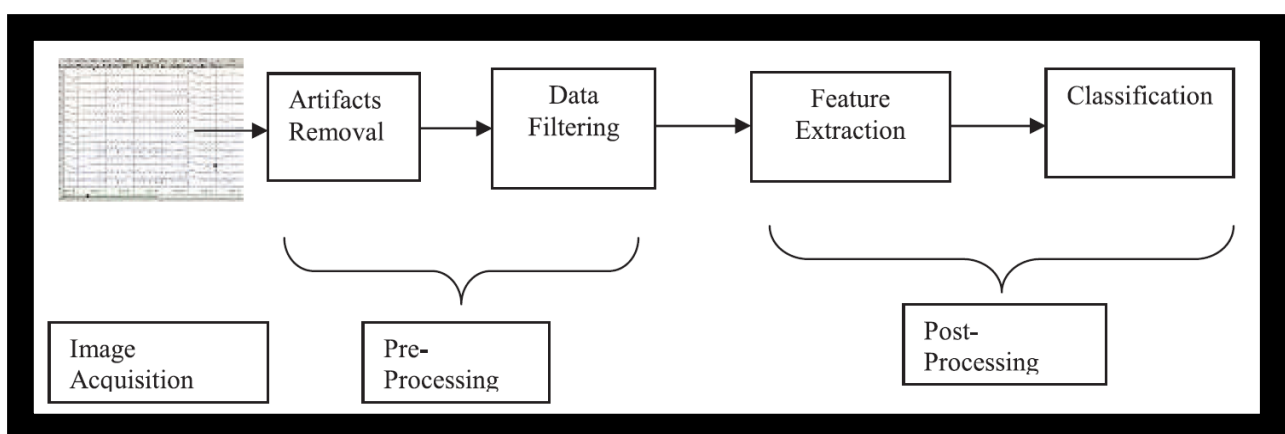 Artifacts
Removal
Data
Filtering
Feature
Extraction
Classification
Image
Acquisition
Pre-
Processing
Post-
Processing